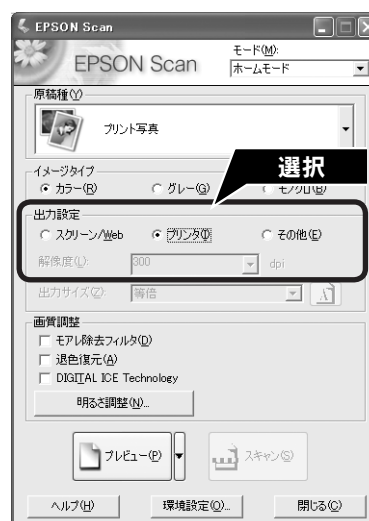 EPSON Scan
EPSON Scan
モード(M):
ホームモード
原稿種(Y)
プリント写真
選択
イメージタイプ
カラー(R) グレー(G) モノクロ(B)
出力設定
スクリーン/Web プリンタ(I) その他(E)
解像度(L): 300 dpi
出力サイズ(Z): 等倍
画質調整
モアレ除去フィルタ(D)
退色復元(A)
DIGITAL ICE Technology
明るさ調整(N)...
プレビュー(P) スキャン(S)
ヘルプ(H) 環境設定(O)... 閉じる(C)